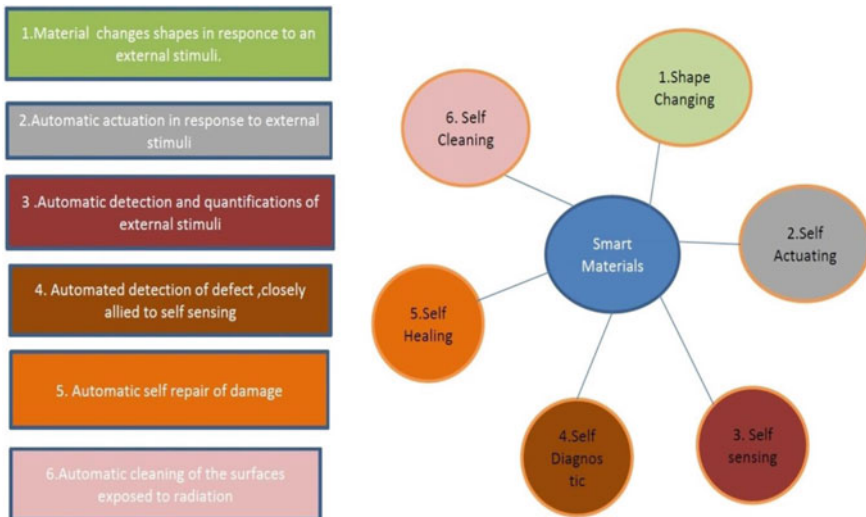 1.Material changes shapes in responce to an
external stimuli.
2.Automatic actuation in response to external
stimuli
3 .Automatic detection and quantifications of
external stimuli
4. Automated detection of defect ,closely
allied to self sensing
5. Automatic self repair of damage
6.Automatic cleaning of the surfaces
exposed to radiation
1.Shape
Changing
6. Self
Cleaning
Smart
Materials
2.Self
Actuating
5.Self
Healing
4.Self
Diagnos
tic
3. Self
sensing